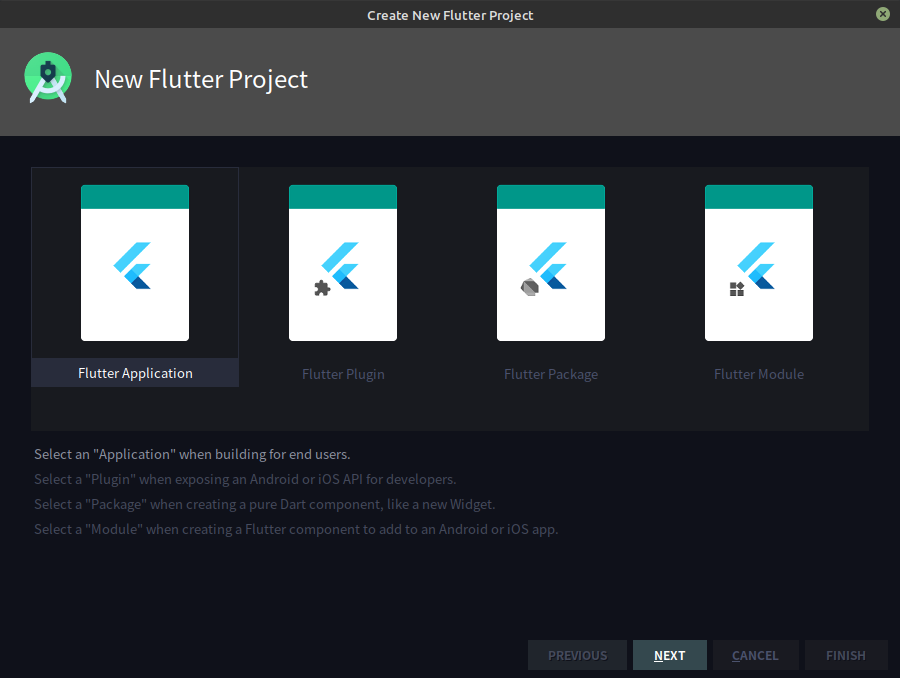 Create New Flutter Project
New Flutter Project
Flutter Application
Flutter Plugin
Flutter Package
Flutter Module
Select an "Application" when building for end users.
Select a "Plugin" when exposing an Android or iOS API for developers.
Select a "Package" when creating a pure Dart component, like a new Widget.
Select a "Module" when creating a Flutter component to add to an Android or iOS app.
PREVIOUS
NEXT
CANCEL
FINISH